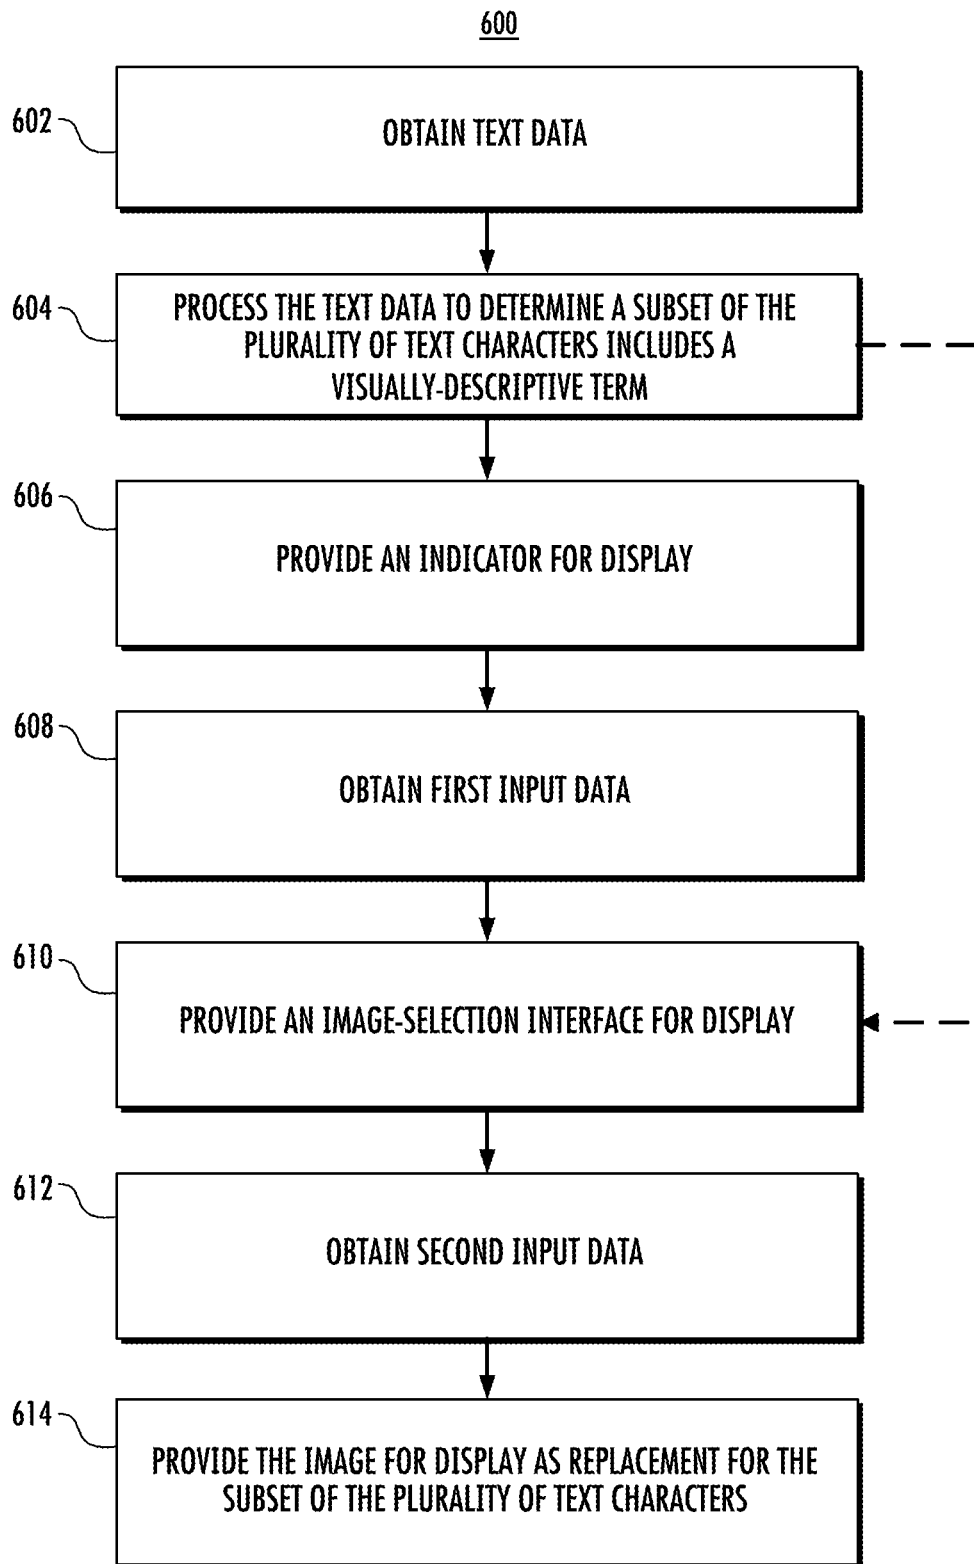 600
602
OBTAIN TEXT DATA
604
PROCESS THE TEXT DATA TO DETERMINE A SUBSET OF THE
PLURALITY OF TEXT CHARACTERS INCLUDES A
VISUALLY-DESCRIPTIVE TERM
606
PROVIDE AN INDICATOR FOR DISPLAY
608
OBTAIN FIRST INPUT DATA
610
PROVIDE AN IMAGE-SELECTION INTERFACE FOR DISPLAY
612
OBTAIN SECOND INPUT DATA
614
PROVIDE THE IMAGE FOR DISPLAY AS REPLACEMENT FOR THE
SUBSET OF THE PLURALITY OF TEXT CHARACTERS